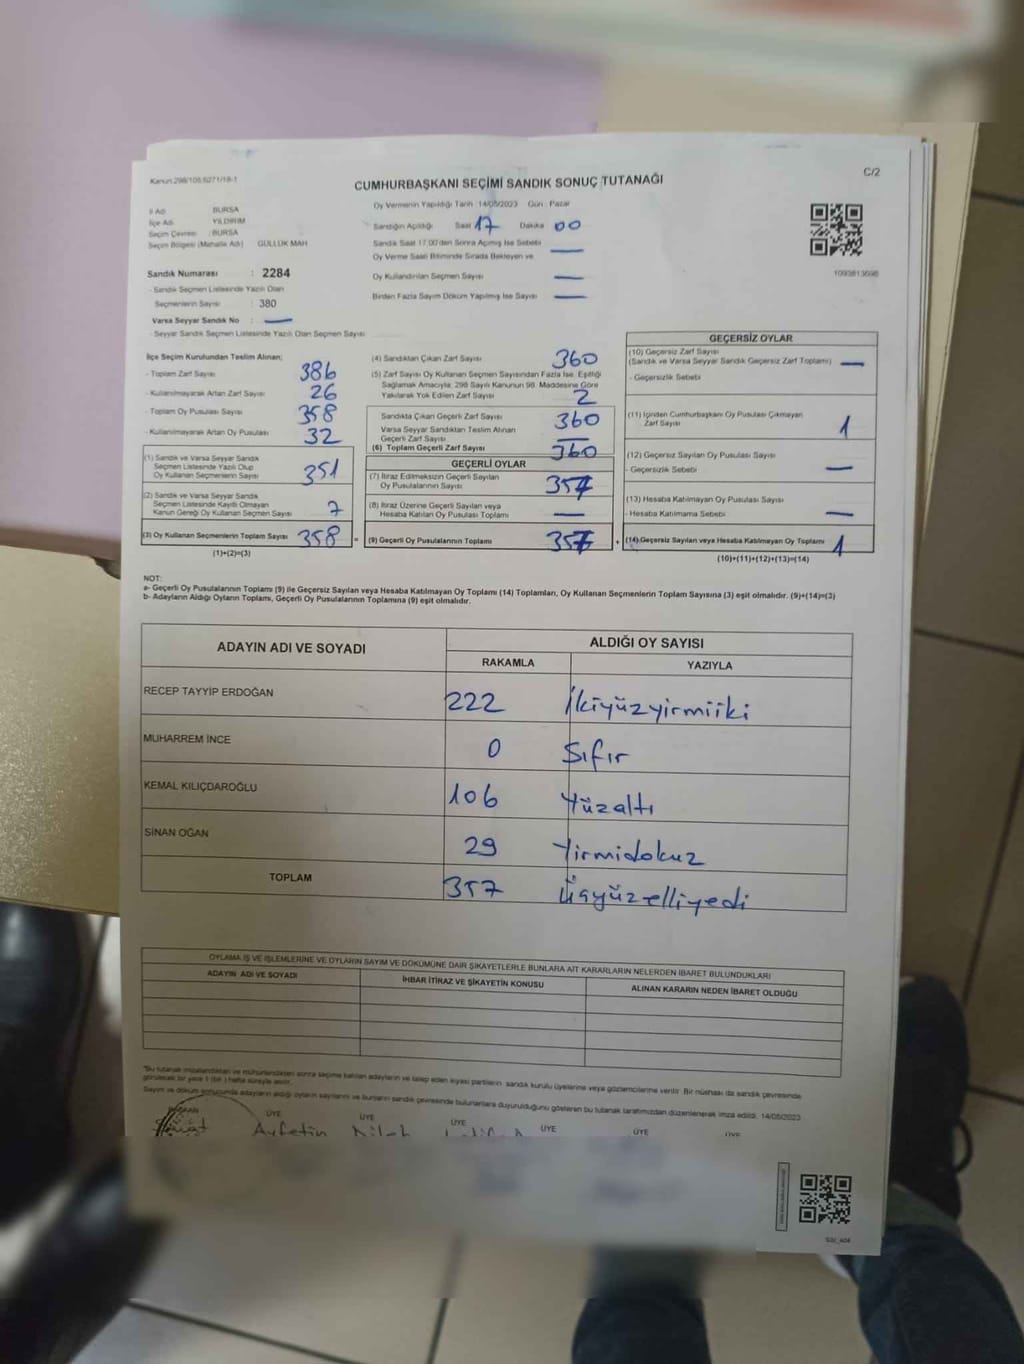 Kanun 298/105.6271/18-1
C/2
CUMHURBAŞKANI SEÇİMİ SANDIK SONUÇ TUTANAĞI
İl Adı BURSA
İlçe Adı YILDIRIM
Seçim Çevresi : BURSA
Seçim Bölgesi (Mahalle Adı) GÜLLÜK MAH
Oy Vermenin Yapıldığı Tarih :14/05/2023 Gün : Pazar
Sandığın Açıldığı Saat 17 Dakika 00
Sandık Saat 17.00'den Sonra Açılmış İse Sebebi —
Oy Verme Saati Bitiminde Sırada Bekleyen ve
Oy Kullandırılan Seçmen Sayısı —
Birden Fazla Sayım Döküm Yapılmış İse Sayısı —
Sandık Numarası : 2284
- Sandık Seçmen Listesinde Yazılı Olan
Seçmenlerin Sayısı : 380
Varsa Seyyar Sandık No : —
- Seyyar Sandık Seçmen Listesinde Yazılı Olan Seçmen Sayısı
İlçe Seçim Kurulundan Teslim Alınan;
- Toplam Zarf Sayısı 386
- Kullanılmayarak Artan Zarf Sayısı 26
- Toplam Oy Pusulası Sayısı 358
- Kullanılmayarak Artan Oy Pusulası 32
(1) Sandık ve Varsa Seyyar Sandık
Seçmen Listesinde Yazılı Olup
Oy Kullanan Seçmenlerin Sayısı 351
(2) Sandık ve Varsa Seyyar Sandık
Seçmen Listesinde Kayıtlı Olmayan
Kanun Gereği Oy Kullanan Seçmen Sayısı 7
(3) Oy Kullanan Seçmenlerin Toplam Sayısı 358
(1)+(2)=(3)
(4) Sandıktan Çıkan Zarf Sayısı 360
(5) Zarf Sayısı Oy Kullanan Seçmen Sayısından Fazla İse, Eşitliği
Sağlamak Amacıyla, 298 Sayılı Kanunun 98. Maddesine Göre
Yakılarak Yok Edilen Zarf Sayısı 2
Sandıkta Çıkan Geçerli Zarf Sayısı 360
Varsa Seyyar Sandıktan Teslim Alınan
Geçerli Zarf Sayısı —
(6) Toplam Geçerli Zarf Sayısı 360
GEÇERLİ OYLAR
(7) İtiraz Edilmeksizin Geçerli Sayılan
Oy Pusulalarının Sayısı 357
(8) İtiraz Üzerine Geçerli Sayılan veya
Hesaba Katılan Oy Pusulası Toplamı —
= (9) Geçerli Oy Pusulalarının Toplamı 357 +
GEÇERSİZ OYLAR
(10) Geçersiz Zarf Sayısı
(Sandık ve Varsa Seyyar Sandık Geçersiz Zarf Toplamı) —
- Geçersizlik Sebebi
(11) İçinden Cumhurbaşkanı Oy Pusulası Çıkmayan
Zarf Sayısı 1
(12) Geçersiz Sayılan Oy Pusulası Sayısı
- Geçersizlik Sebebi —
(13) Hesaba Katılmayan Oy Pusulası Sayısı
- Hesaba Katılmama Sebebi —
(14) Geçersiz Sayılan veya Hesaba Katılmayan Oy Toplamı 1
(10)+(11)+(12)+(13)=(14)
NOT:
a- Geçerli Oy Pusulalarının Toplamı (9) ile Geçersiz Sayılan veya Hesaba Katılmayan Oy Toplamı (14) Toplamları, Oy Kullanan Seçmenlerin Toplam Sayısına (3) eşit olmalıdır. (9)+(14)=(3)
b- Adayların Aldığı Oyların Toplamı, Geçerli Oy Pusulalarının Toplamına (9) eşit olmalıdır.
ADAYIN ADI VE SOYADI ALDIĞI OY SAYISI
RAKAMLA YAZIYLA
RECEP TAYYİP ERDOĞAN 222 İkiyüzyirmiiki
MUHARREM İNCE 0 Sıfır
KEMAL KILIÇDAROĞLU 106 Yüzaltı
SİNAN OĞAN 29 Yirmidokuz
TOPLAM 357 Üçyüzelliyedi
OYLAMA İŞ VE İŞLEMLERİNE VE OYLARIN SAYIM VE DÖKÜMÜNE DAİR ŞİKAYETLERLE BUNLARA AİT KARARLARIN NELERDEN İBARET BULUNDUKLARI
ADAYIN ADI VE SOYADI İHBAR İTİRAZ VE ŞİKAYETİN KONUSU ALINAN KARARIN NEDEN İBARET OLDUĞU
"Bu tutanak imzalandıktan ve mühürlendikten sonra seçime katılan adayların ve talep eden siyasi partilerin sandık kurulu üyelerine veya gözlemcilerine verilir. Bir nüshası da sandık çevresinde
görülecek bir yere 1 (bir) hafta süreyle asılır.
Sayım ve döküm sonucunda adayların aldığı oyların sayılarını ve bunların sandık çevresinde bulunanlara duyurulduğunu gösteren bu tutanak tarafımızdan düzenlenerek imza edildi. 14/05/2023
ÜYE ÜYE ÜYE ÜYE ÜYE ÜYE